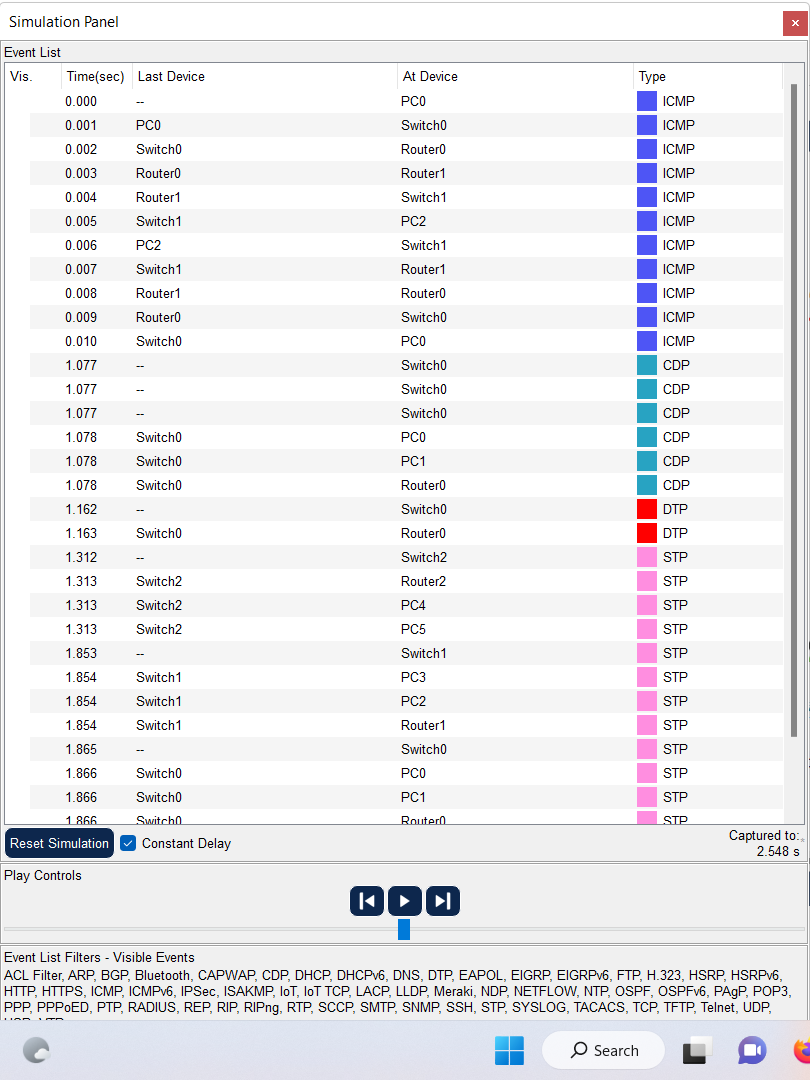 Simulation Panel
Event List
Vis. Time(sec) Last Device At Device Type
0.000 -- PC0 ICMP
0.001 PC0 Switch0 ICMP
0.002 Switch0 Router0 ICMP
0.003 Router0 Router1 ICMP
0.004 Router1 Switch1 ICMP
0.005 Switch1 PC2 ICMP
0.006 PC2 Switch1 ICMP
0.007 Switch1 Router1 ICMP
0.008 Router1 Router0 ICMP
0.009 Router0 Switch0 ICMP
0.010 Switch0 PC0 ICMP
1.077 -- Switch0 CDP
1.077 -- Switch0 CDP
1.077 -- Switch0 CDP
1.078 Switch0 PC0 CDP
1.078 Switch0 PC1 CDP
1.078 Switch0 Router0 CDP
1.162 -- Switch0 DTP
1.163 Switch0 Router0 DTP
1.312 -- Switch2 STP
1.313 Switch2 Router2 STP
1.313 Switch2 PC4 STP
1.313 Switch2 PC5 STP
1.853 -- Switch1 STP
1.854 Switch1 PC3 STP
1.854 Switch1 PC2 STP
1.854 Switch1 Router1 STP
1.865 -- Switch0 STP
1.866 Switch0 PC0 STP
1.866 Switch0 PC1 STP
1.866 Switch0 Router0 STP
Reset Simulation Constant Delay Captured to:
2.548 s
Play Controls
Event List Filters - Visible Events
ACL Filter, ARP, BGP, Bluetooth, CAPWAP, CDP, DHCP, DHCPv6, DNS, DTP, EAPOL, EIGRP, EIGRPv6, FTP, H.323, HSRP, HSRPv6,
HTTP, HTTPS, ICMP, ICMPv6, IPSec, ISAKMP, IoT, IoT TCP, LACP, LLDP, Meraki, NDP, NETFLOW, NTP, OSPF, OSPFv6, PAgP, POP3,
PPP, PPPoED, PTP, RADIUS, REP, RIP, RIPng, RTP, SCCP, SMTP, SNMP, SSH, STP, SYSLOG, TACACS, TCP, TFTP, Telnet, UDP,
Search